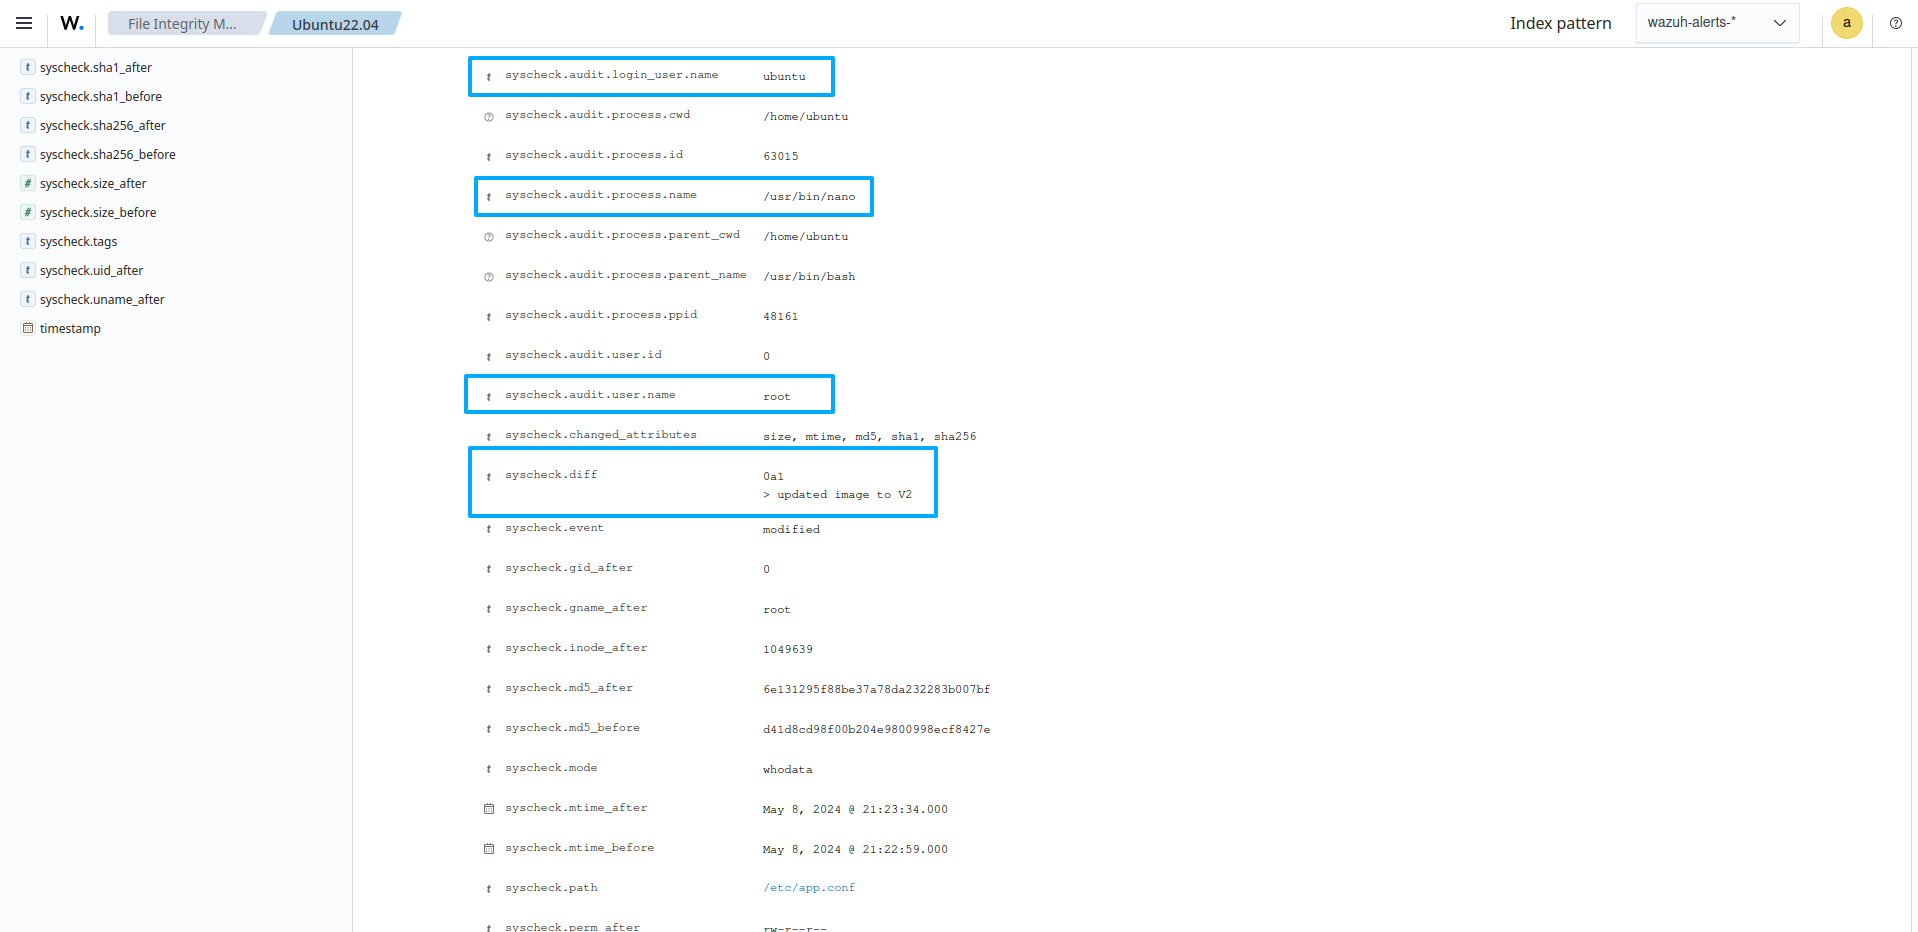 W.
File Integrity M...
Ubuntu22.04
Index pattern
wazuh-alerts-*
a
t syscheck.sha1_after
t syscheck.sha1_before
t syscheck.sha256_after
t syscheck.sha256_before
# syscheck.size_after
# syscheck.size_before
t syscheck.tags
t syscheck.uid_after
t syscheck.uname_after
timestamp
t syscheck.audit.login_user.name ubuntu
syscheck.audit.process.cwd /home/ubuntu
t syscheck.audit.process.id 63015
t syscheck.audit.process.name /usr/bin/nano
syscheck.audit.process.parent_cwd /home/ubuntu
syscheck.audit.process.parent_name /usr/bin/bash
t syscheck.audit.process.ppid 48161
t syscheck.audit.user.id 0
t syscheck.audit.user.name root
t syscheck.changed_attributes size, mtime, md5, sha1, sha256
t syscheck.diff 0a1
> updated image to V2
t syscheck.event modified
t syscheck.gid_after 0
t syscheck.gname_after root
t syscheck.inode_after 1049639
t syscheck.md5_after 6e131295f88be37a78da232283b007bf
t syscheck.md5_before d41d8cd98f00b204e9800998ecf8427e
t syscheck.mode whodata
syscheck.mtime_after May 8, 2024 @ 21:23:34.000
syscheck.mtime_before May 8, 2024 @ 21:22:59.000
t syscheck.path /etc/app.conf
t syscheck.perm_after rw-r--r--